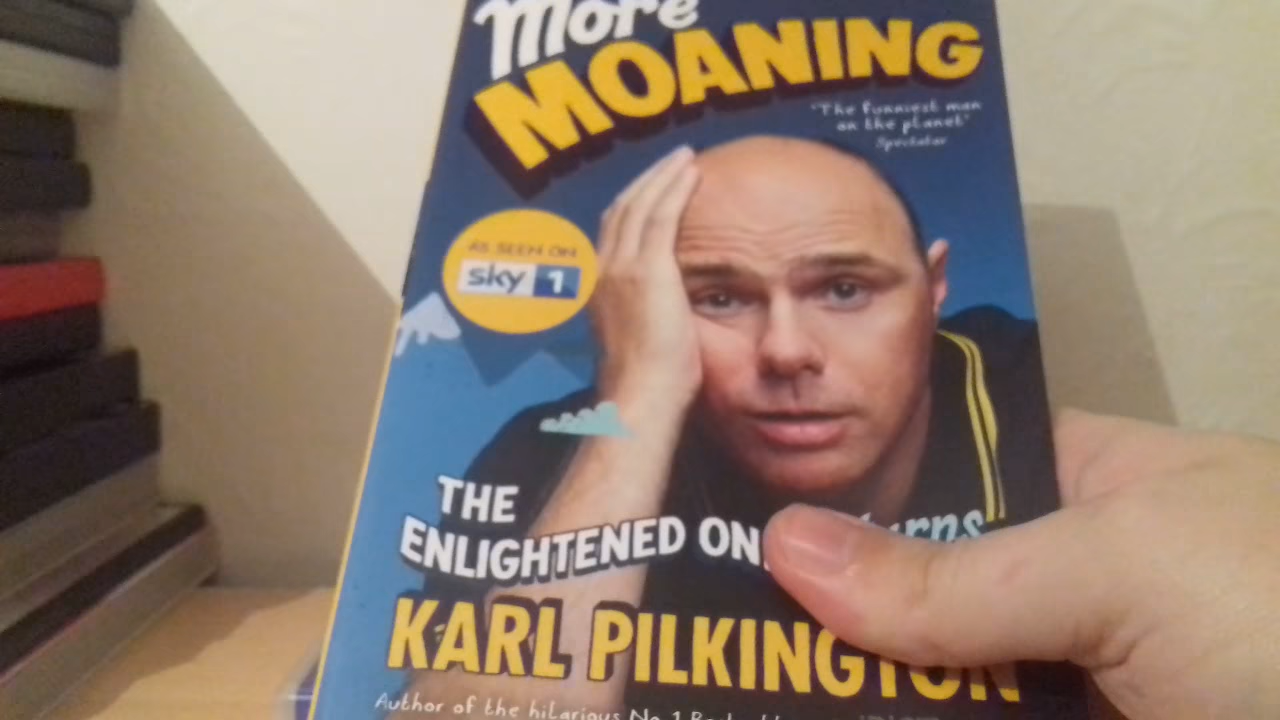 More
MOANING
"The funniest man
on the planet"
Spectator
AS SEEN ON
sky 1
THE
ENLIGHTENED
KARL PILKINGTON
Author of the hilarious No. 1